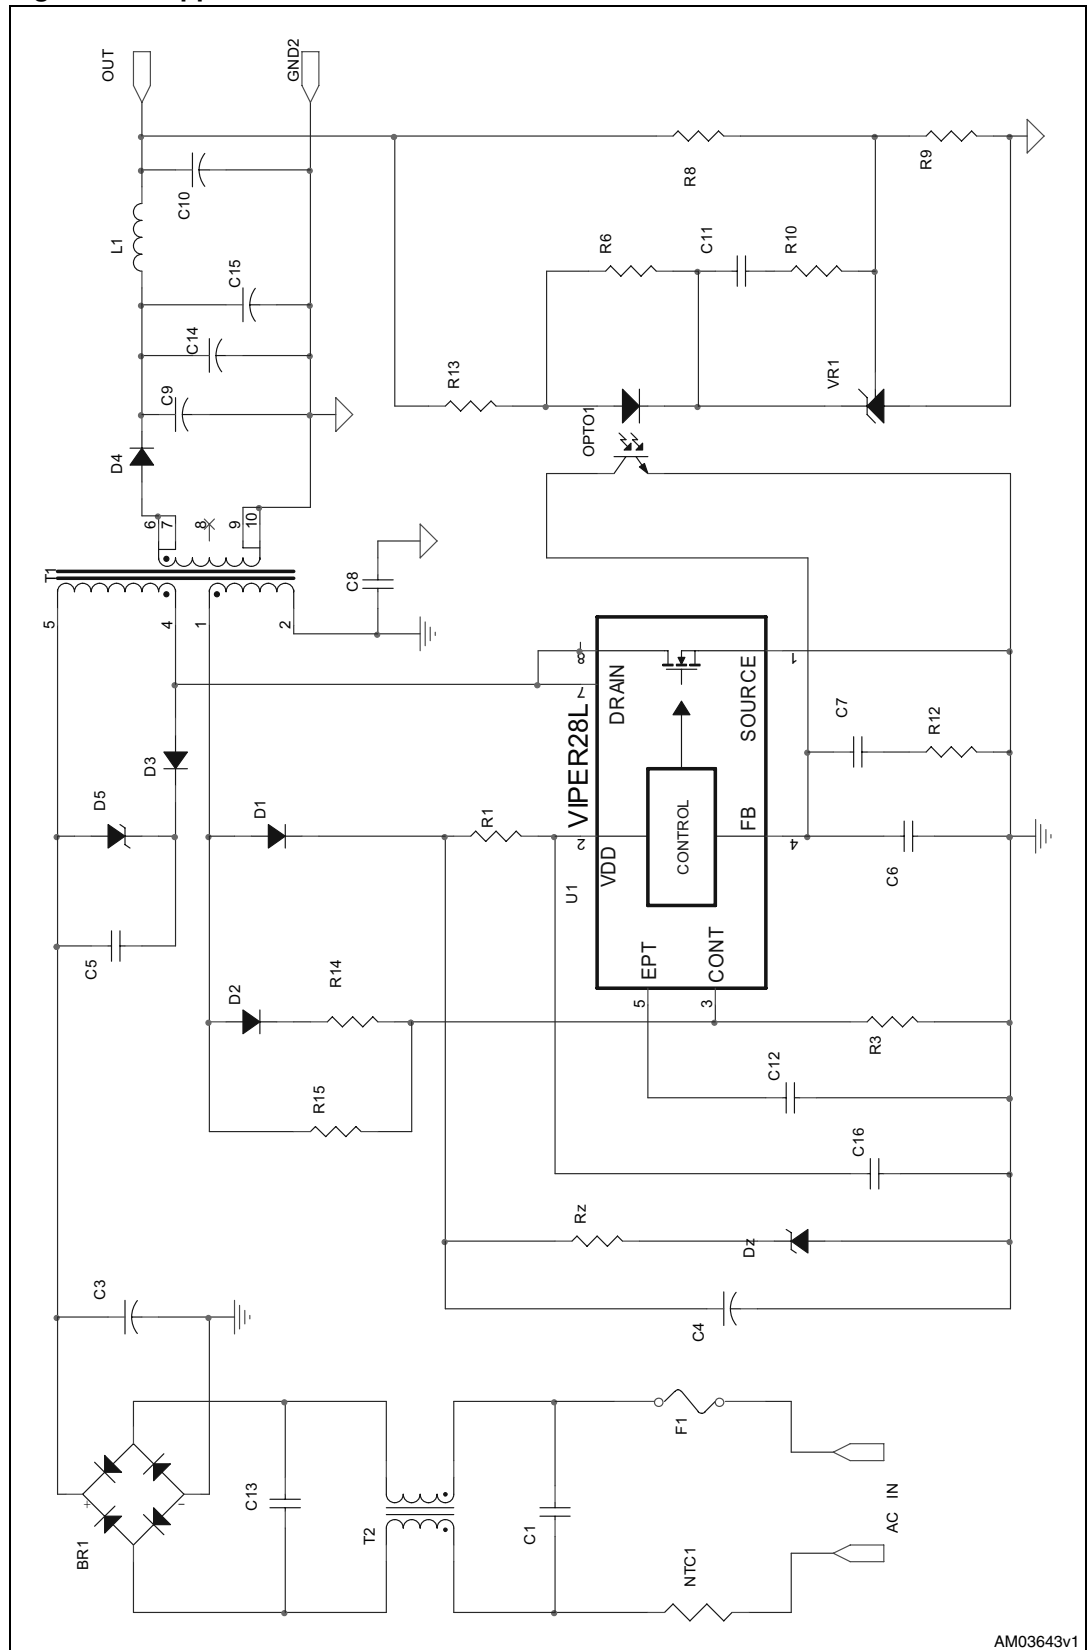 OUT
GND2
C10
L1
C15
C14
C9
D4
6
7
8
9
10
T1
5
4
1
2
C8
R8
R9
R6
C11
R10
R13
VR1
OPTO1
D5
D3
D1
R1
C5
D2
R14
R15
U1
VIPER28L
8
7
DRAIN
SOURCE
1
2
VDD
CONTROL
FB
4
EPT
5
CONT
3
C7
R12
C6
R3
C12
C16
Rz
Dz
C4
C3
+
-
BR1
C13
T2
C1
F1
NTC1
AC IN
AM03643v1